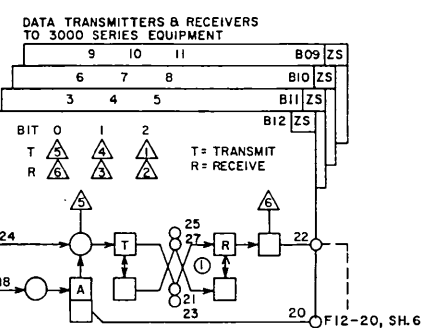 DATA TRANSMITTERS & RECEIVERS
TO 3000 SERIES EQUIPMENT
9 10 11 B09 ZS
6 7 8 B10 ZS
3 4 5 B11 ZS
B12 ZS
BIT 0 1 2
T 5 4 1 T = TRANSMIT
R 6 3 2 R = RECEIVE
5 6
25
24 T 27 R 22
1
18 A 21
23 20 F12-20, SH.6